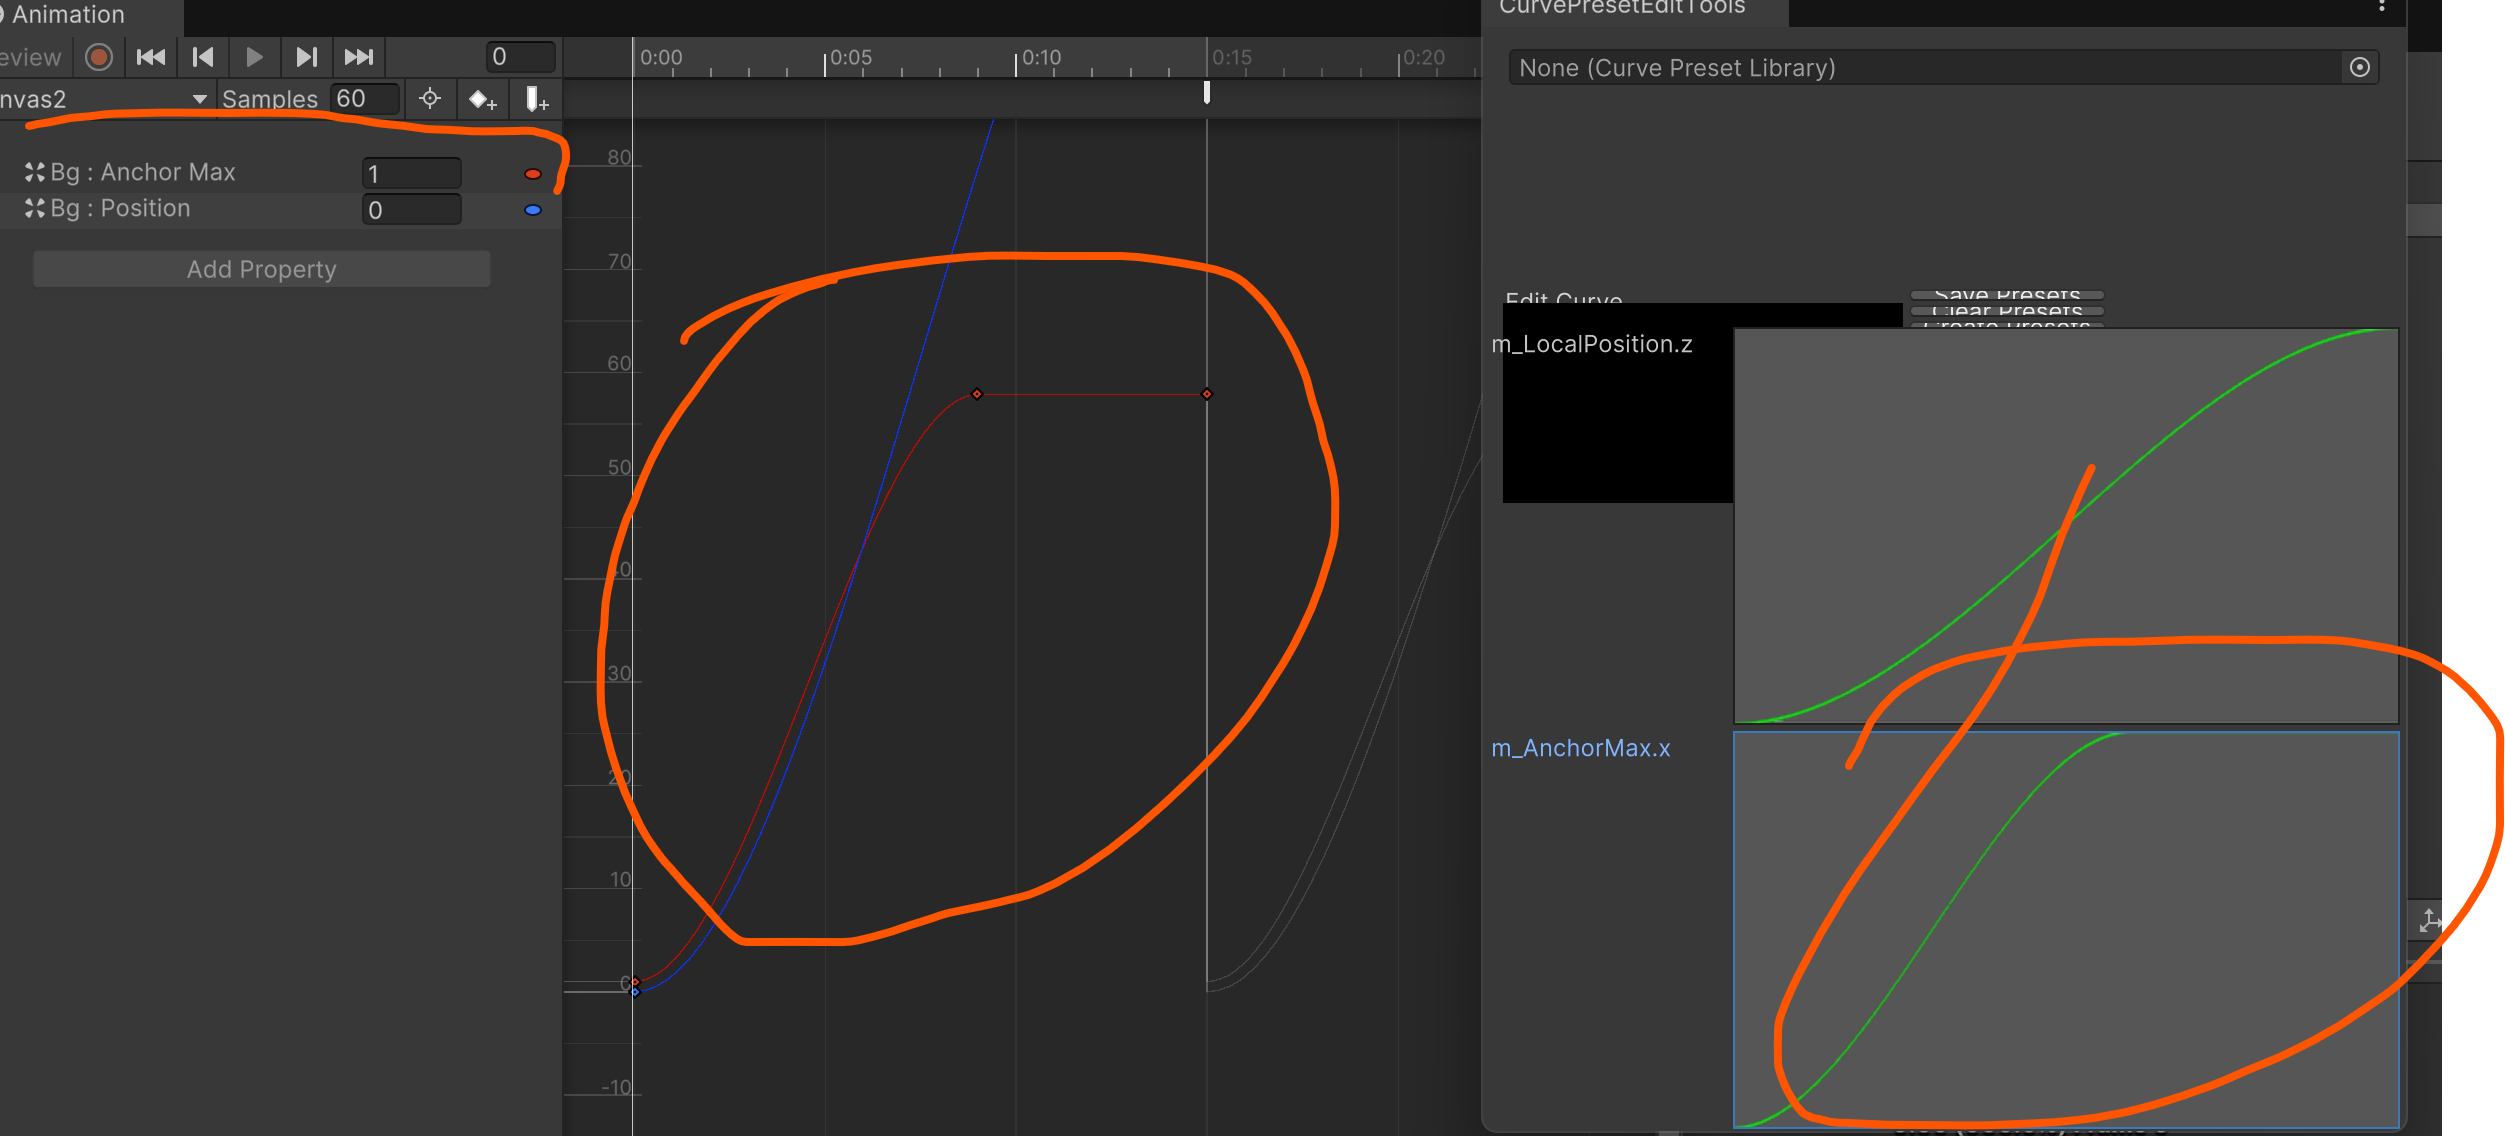 Animation
CurvePresetEditTools
eview
0
0:00
0:05
0:10
0:15
0:20
None (Curve Preset Library)
nvas2
Samples
60
Bg : Anchor Max
1
Bg : Position
0
Add Property
80
70
60
50
40
30
20
10
0
-10
Edit Curve
Save Presets
Clear Presets
Create Presets
m_LocalPosition.z
m_AnchorMax.x